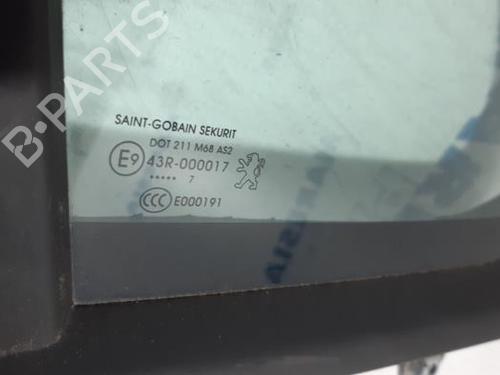 B-PARTS
SAINT-GOBAIN SEKURIT
DOT 211 M68 AS2
E9 43R-000017
••••• 7
CCC E000191